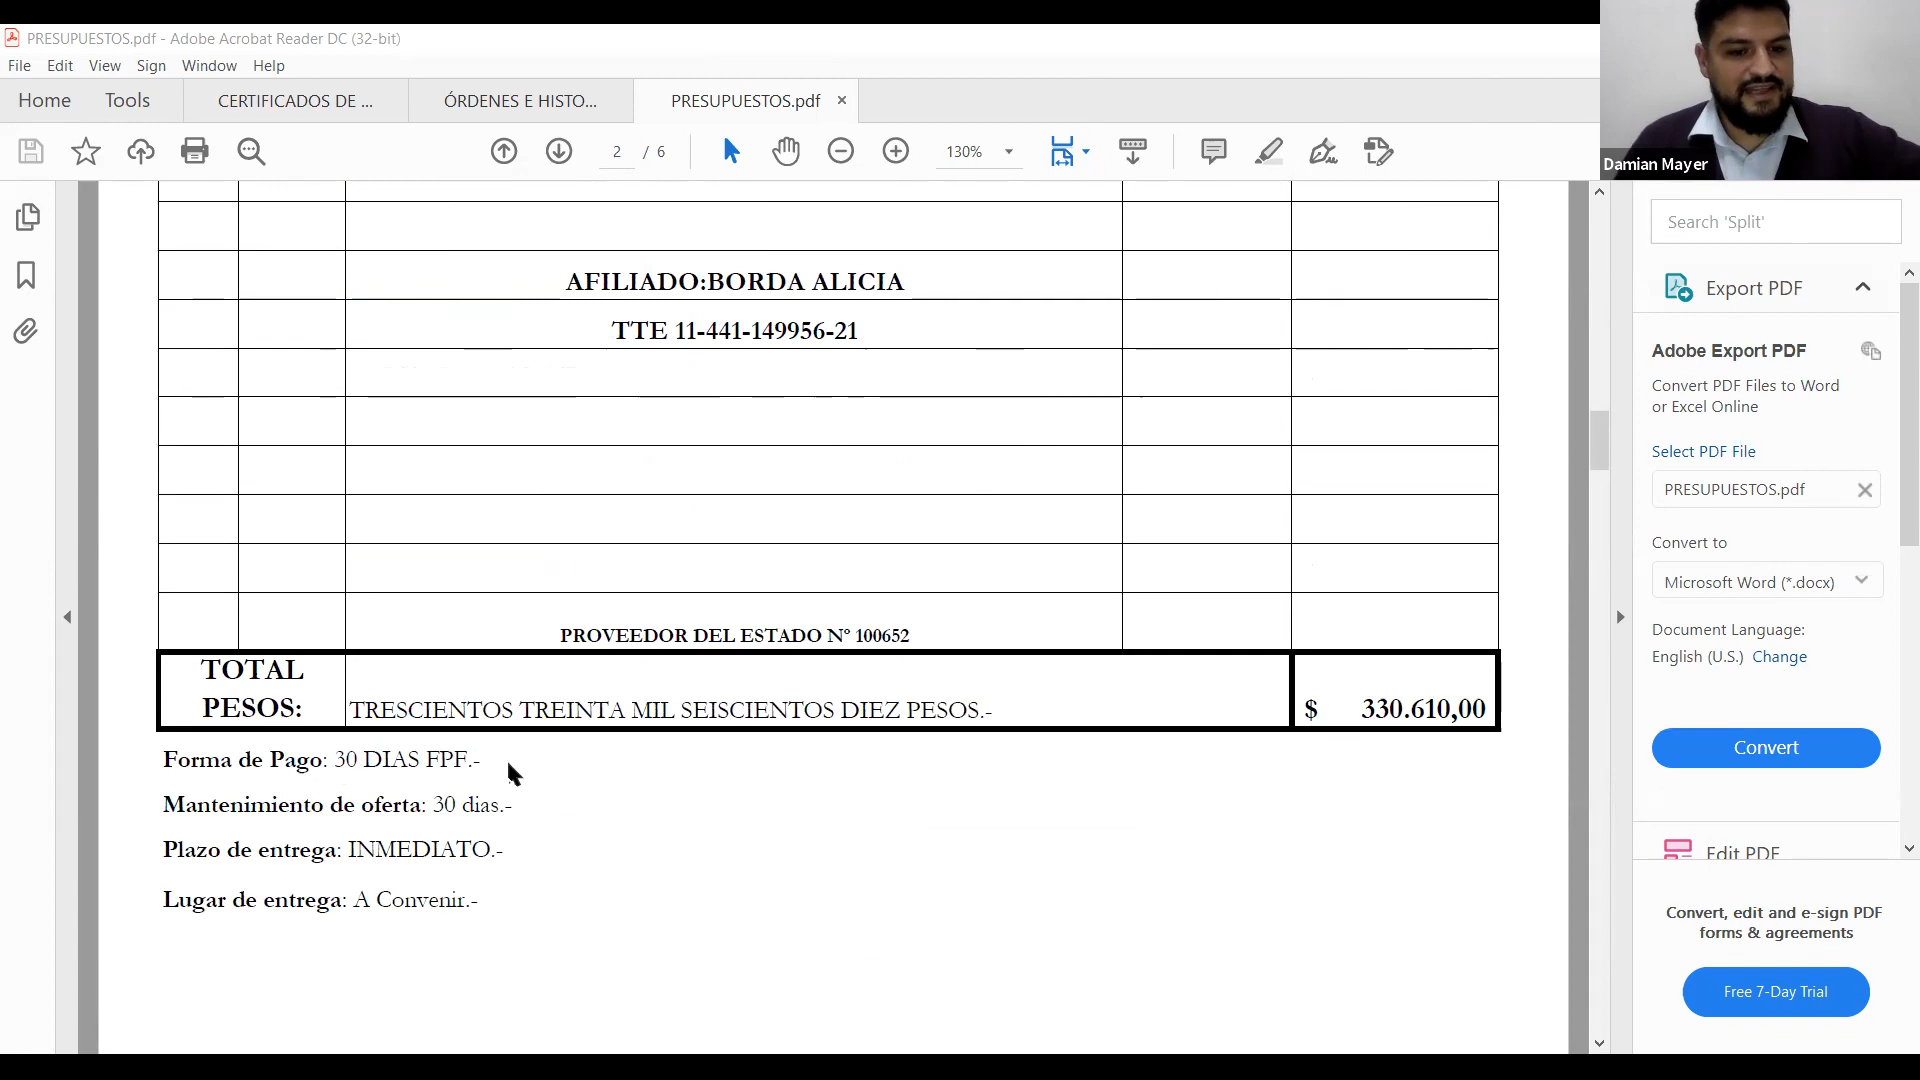 PRESUPUESTOS.pdf - Adobe Acrobat Reader DC (32-bit)
File Edit View Sign Window Help
Home Tools CERTIFICADOS DE ... ÓRDENES E HISTO... PRESUPUESTOS.pdf ×
2 / 6 130%
Damian Mayer
Search 'Split'
AFILIADO:BORDA ALICIA
TTE 11-441-149956-21
PROVEEDOR DEL ESTADO Nº 100652
TOTAL
PESOS: TRESCIENTOS TREINTA MIL SEISCIENTOS DIEZ PESOS.- $ 330.610,00
Forma de Pago: 30 DIAS FPF.-
Mantenimiento de oferta: 30 dias.-
Plazo de entrega: INMEDIATO.-
Lugar de entrega: A Convenir.-
Export PDF
Adobe Export PDF
Convert PDF Files to Word
or Excel Online
Select PDF File
PRESUPUESTOS.pdf
Convert to
Microsoft Word (*.docx)
Document Language:
English (U.S.) Change
Convert
Edit PDF
Convert, edit and e-sign PDF
forms & agreements
Free 7-Day Trial